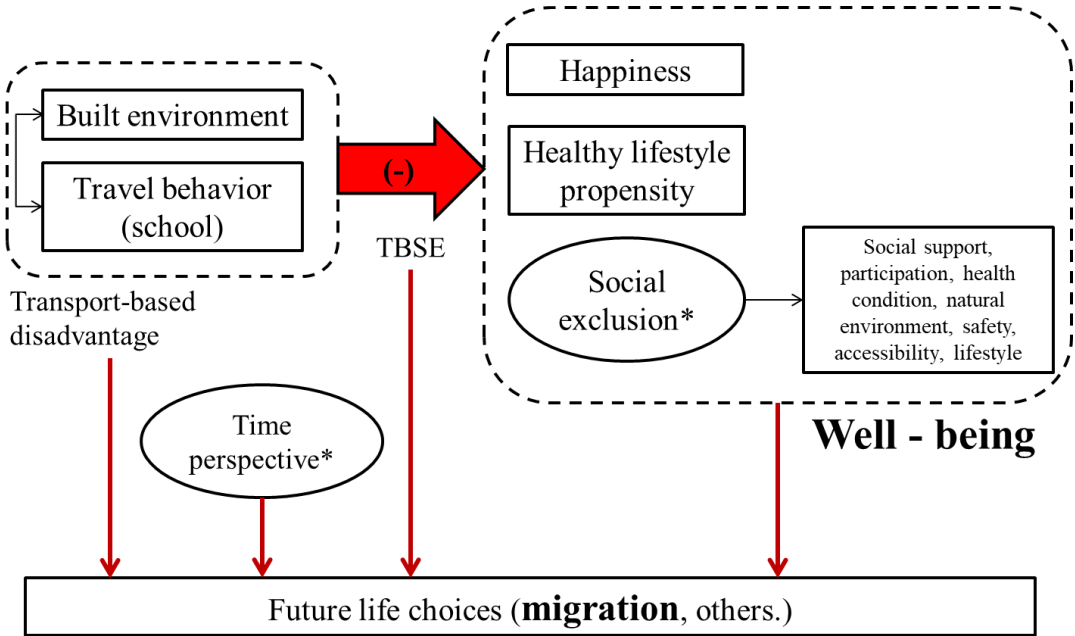 Built environment
Travel behavior
(school)
Transport-based
disadvantage
(-)
TBSE
Happiness
Healthy lifestyle
propensity
Social
exclusion*
Social support,
participation, health
condition, natural
environment, safety,
accessibility, lifestyle
Well - being
Time
perspective*
Future life choices (migration, others.)